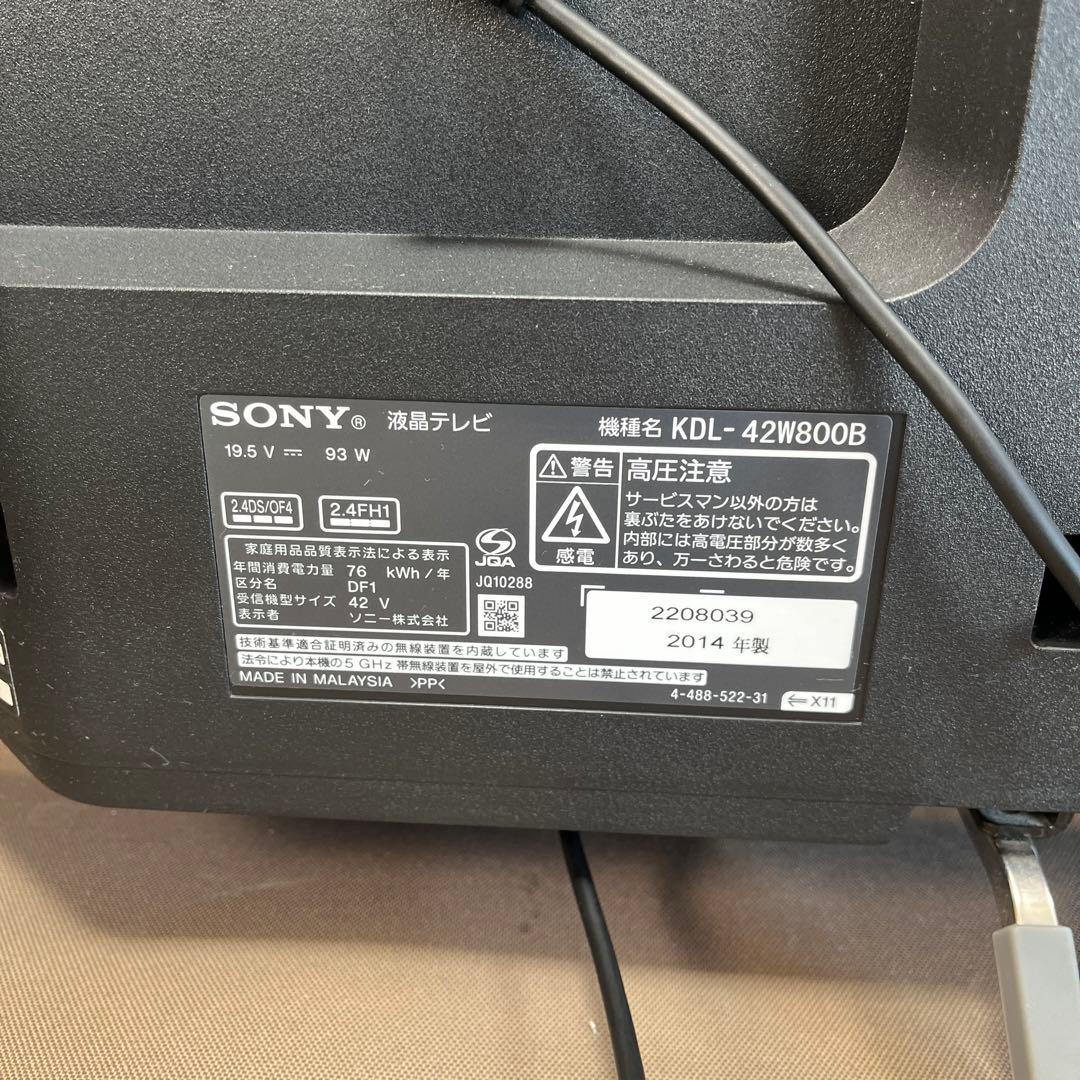 SONY® 液晶テレビ 機種名 KDL-42W800B
19.5 V ⎓ 93 W
2.4DS/OF4 2.4FH1
家庭用品品質表示法による表示
年間消費電力量 76 kWh/年
区分名 DF1
受信機型サイズ 42 V
表示者 ソニー株式会社
JQA
JQ10288
警告 高圧注意
感電
サービスマン以外の方は
裏ぶたをあけないでください。
内部には高電圧部分が数多く
あり、万一さわると危険です。
2208039
2014 年製
技術基準適合証明済みの無線装置を内蔵しています
法令により本機の5 GHz 帯無線装置を屋外で使用することは禁止されています
MADE IN MALAYSIA >PP< 4-488-522-31 ⇐ X11